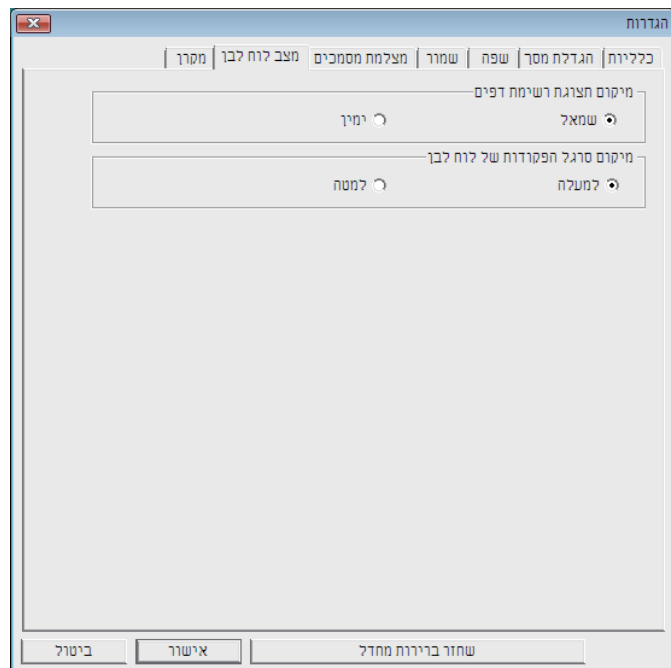 הגדרות
כלליות הגדלת מסך שפה שמור מצלמת מסמכים מצב לוח לבן מקרן
מיקום תצוגת רשימת דפים
שמאל ימין
מיקום סרגל הפקודות של לוח לבן
למעלה למטה
שחזר ברירות מחדל אישור ביטול